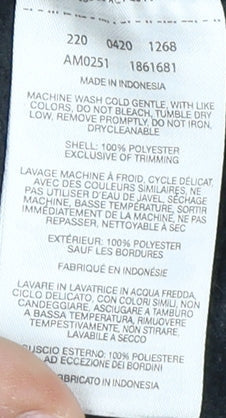 220 0420 1268
AM0251 1861681
MADE IN INDONESIA
MACHINE WASH COLD GENTLE, WITH LIKE
COLORS, DO NOT BLEACH, TUMBLE DRY
LOW, REMOVE PROMPTLY, DO NOT IRON,
DRYCLEANABLE
SHELL: 100% POLYESTER
EXCLUSIVE OF TRIMMING
LAVAGE MACHINE À FROID, CYCLE DÉLICAT,
AVEC DES COULEURS SIMILAIRES, NE
PAS UTILISER D'EAU DE JAVEL, SÉCHAGE
MACHINE, BASSE TEMPÉRATURE, SORTIR
IMMÉDIATEMENT DE LA MACHINE, NE PAS
REPASSER, NETTOYABLE À SEC
EXTÉRIEUR: 100% POLYESTER
SAUF LES BORDURES
FABRIQUÉ EN INDONÉSIE
LAVARE IN LAVATRICE IN ACQUA FREDDA,
CICLO DELICATO, CON COLORI SIMILI, NON
CANDEGGIARE, ASCIUGARE A TAMBURO
A BASSA TEMPERATURA, RIMUOVERE
TEMPESTIVAMENTE, NON STIRARE,
LAVABILE A SECCO
GUSCIO ESTERNO: 100% POLIESTERE
AD ECCEZIONE DEI BORDINI
FABBRICATO IN INDONESIA